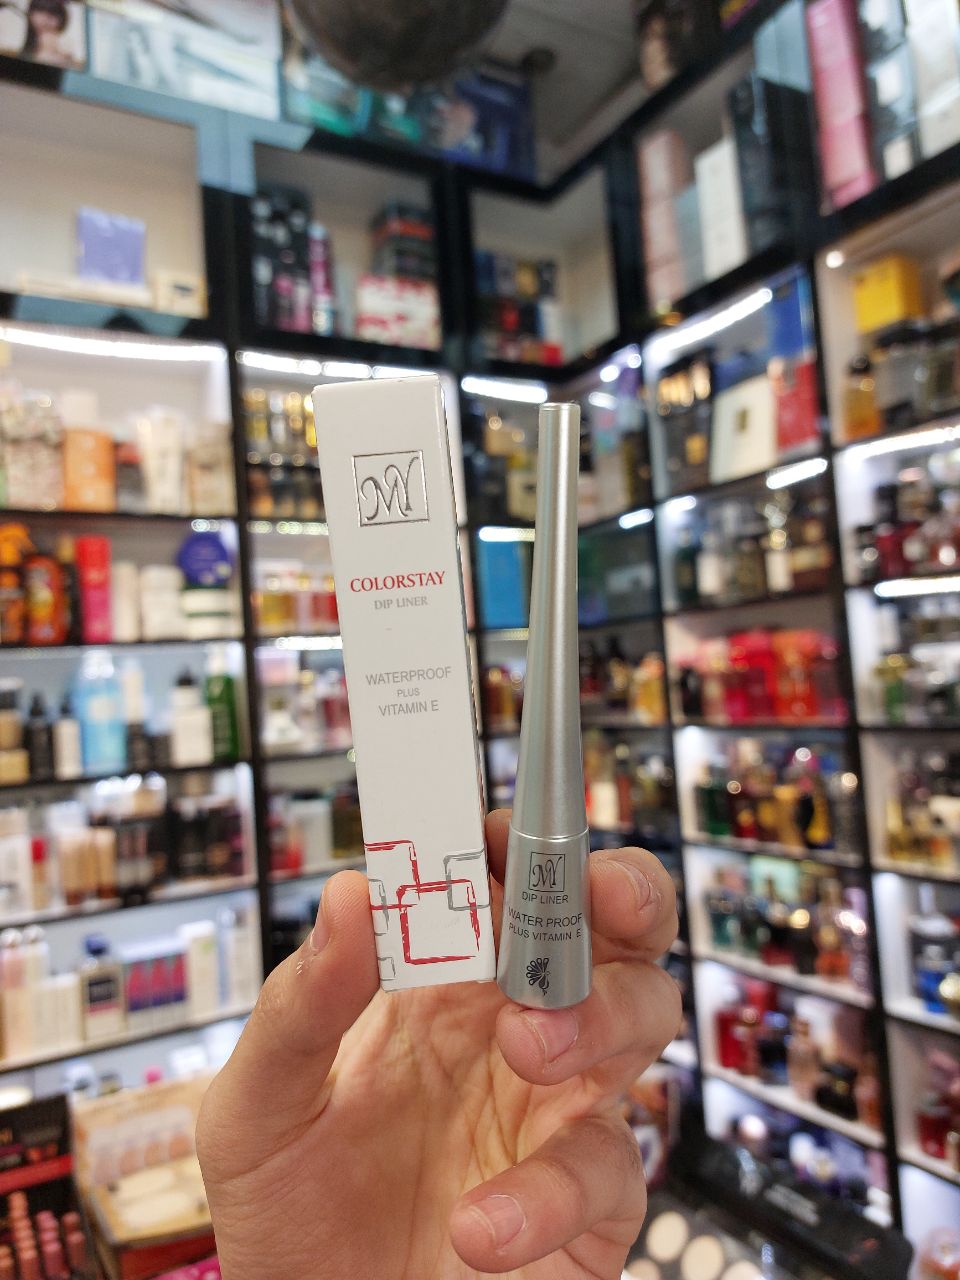 MY
COLORSTAY
DIP LINER
WATERPROOF
PLUS
VITAMIN E
MY
DIP LINER
WATER PROOF
PLUS VITAMIN E